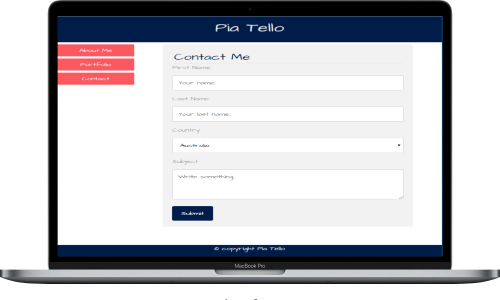 Pia Tello
About Me
Portfolio
Contact
Contact Me
First Name
Your name..
Last Name
Your last name..
Country
Australia
Subject
Write something..
Submit
© copyright Pia Tello
MacBook Pro